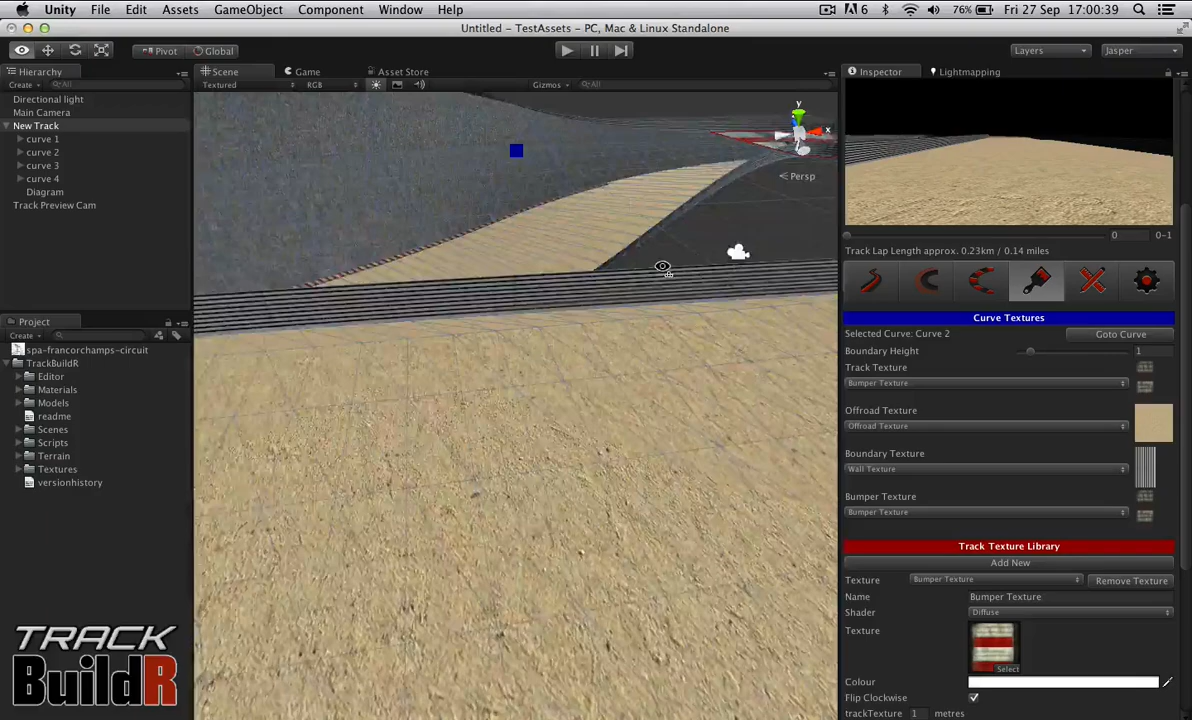 Unity File Edit Assets GameObject Component Window Help 6 76% Fri 27 Sep 17:00:39
Untitled - TestAssets - PC, Mac & Linux Standalone
Pivot Global Layers Jasper
Hierarchy Scene Game Asset Store Inspector Lightmapping
Create All Textured RGB Gizmos All
Directional light
Main Camera
New Track
curve 1
curve 2
curve 3
curve 4
Diagram
Track Preview Cam
y
x
Persp
0 0-1
Track Lap Length approx. 0.23km / 0.14 miles
Curve Textures
Selected Curve: Curve 2 Goto Curve
Boundary Height 1
Track Texture
Bumper Texture
Offroad Texture
Offroad Texture
Boundary Texture
Wall Texture
Bumper Texture
Bumper Texture
Track Texture Library
Add New
Texture Bumper Texture Remove Texture
Name Bumper Texture
Shader Diffuse
Texture
Select
Colour
Flip Clockwise
trackTexture 1 metres
Project
Create
spa-francorchamps-circuit
TrackBuildR
Editor
Materials
Models
readme
Scenes
Scripts
Terrain
Textures
versionhistory
TRACK
BuildR